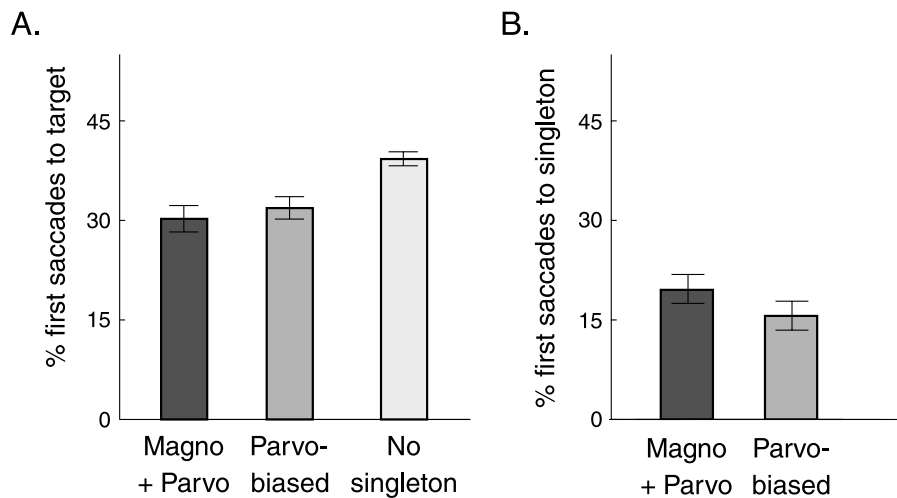 A.
% first saccades to target
45
30
15
0
Magno
+ Parvo
Parvo-
biased
No
singleton
B.
% first saccades to singleton
45
30
15
0
Magno
+ Parvo
Parvo-
biased